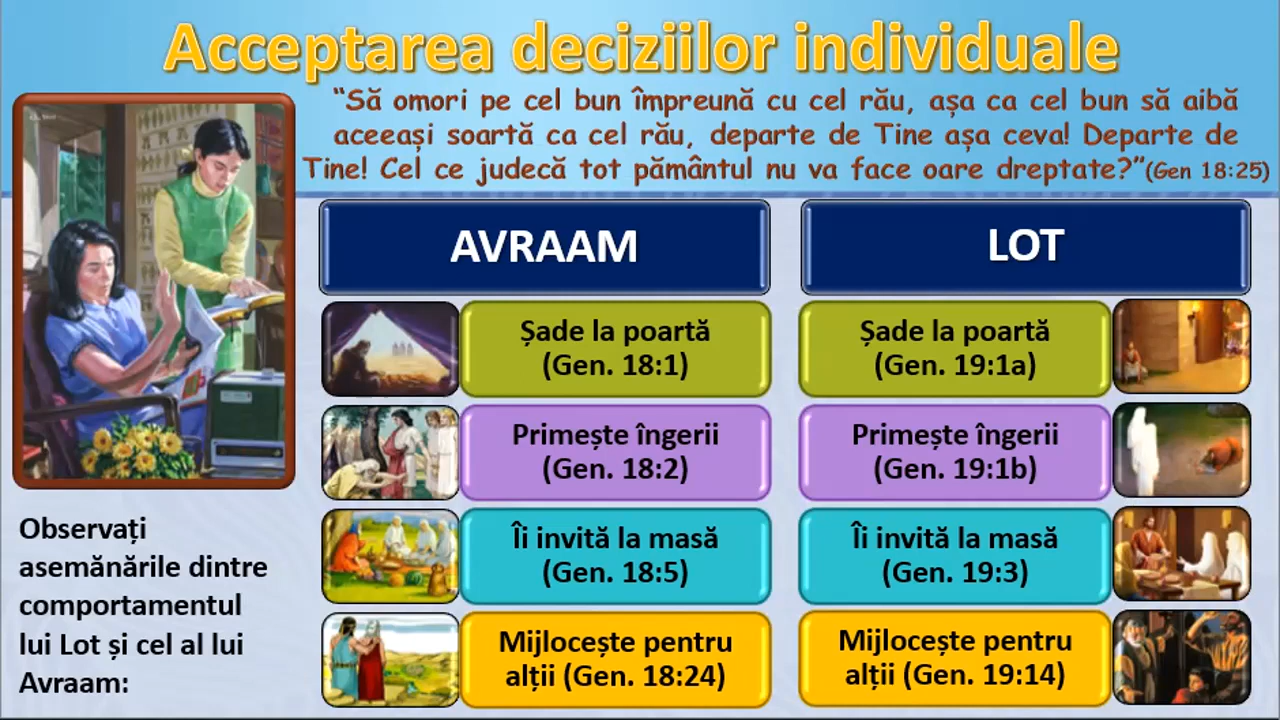 Acceptarea deciziilor individuale
“Să omori pe cel bun împreună cu cel rău, așa ca cel bun să aibă
aceeași soartă ca cel rău, departe de Tine așa ceva! Departe de
Tine! Cel ce judecă tot pământul nu va face oare dreptate?”(Gen 18:25)
AVRAAM
LOT
Șade la poartă
(Gen. 18:1)
Șade la poartă
(Gen. 19:1a)
Primește îngerii
(Gen. 18:2)
Primește îngerii
(Gen. 19:1b)
Îi invită la masă
(Gen. 18:5)
Îi invită la masă
(Gen. 19:3)
Mijlocește pentru
alții (Gen. 18:24)
Mijlocește pentru
alții (Gen. 19:14)
Observați
asemănările dintre
comportamentul
lui Lot și cel al lui
Avraam: